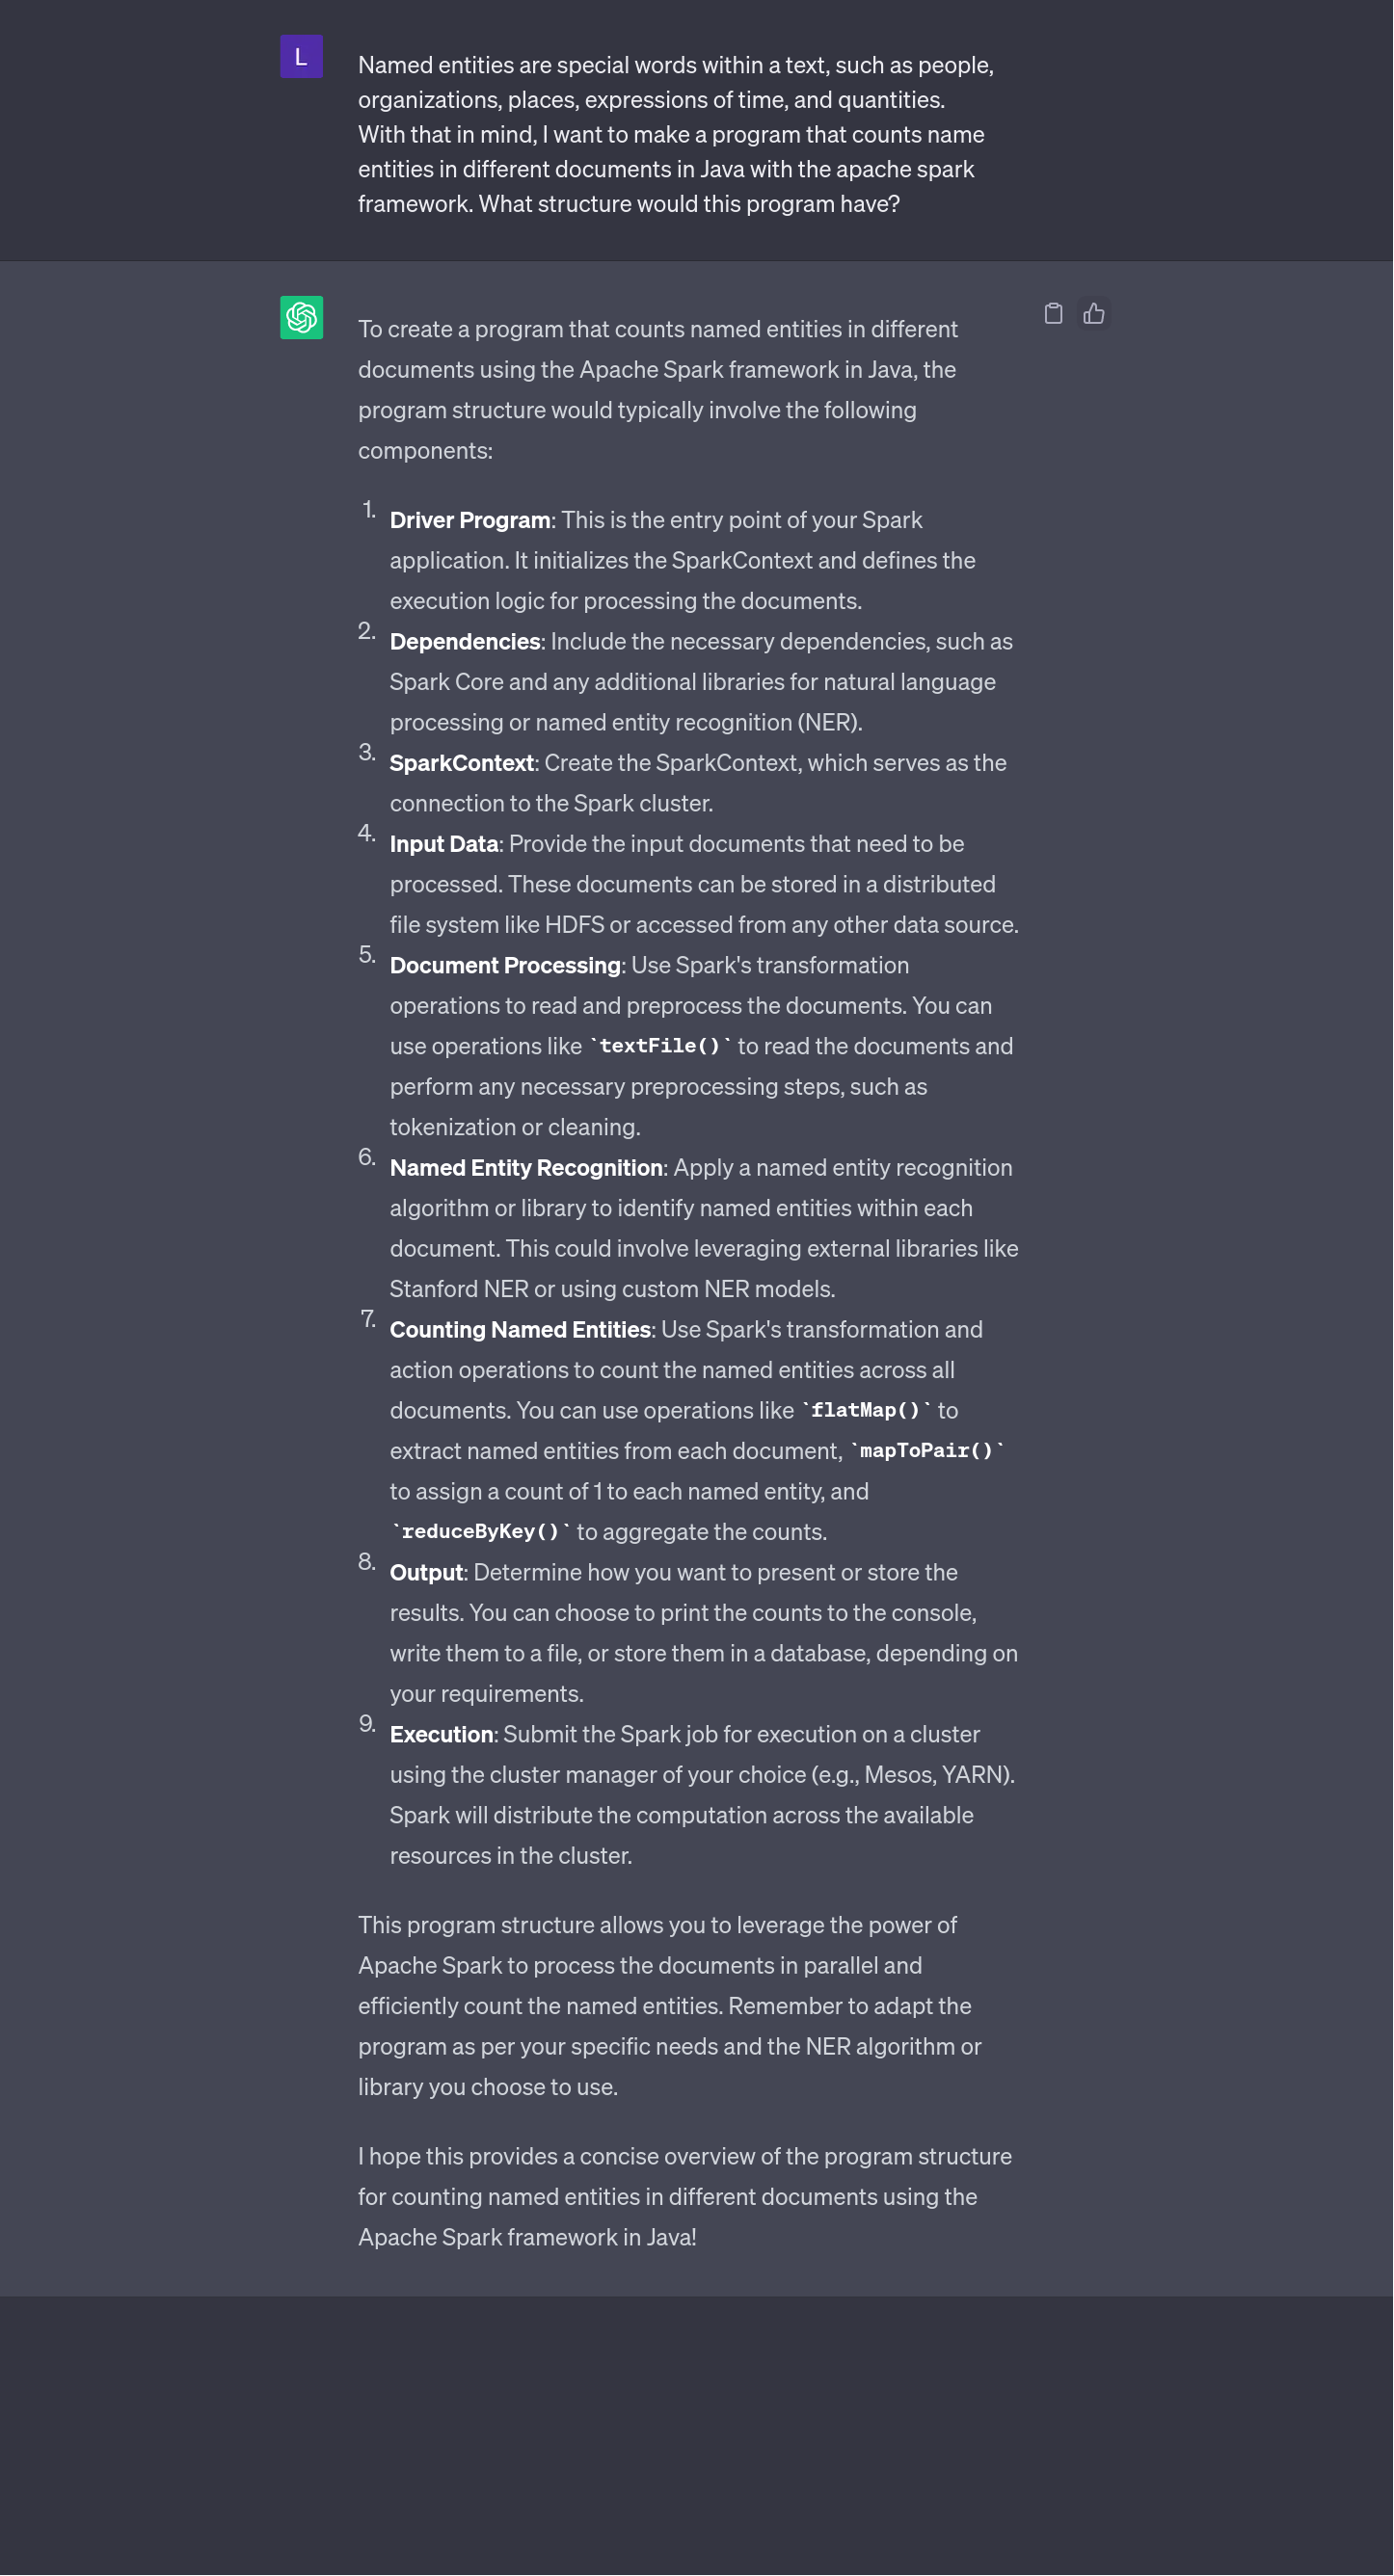 L
Named entities are special words within a text, such as people,
organizations, places, expressions of time, and quantities.
With that in mind, I want to make a program that counts name
entities in different documents in Java with the apache spark
framework. What structure would this program have?
To create a program that counts named entities in different
documents using the Apache Spark framework in Java, the
program structure would typically involve the following
components:
1. Driver Program: This is the entry point of your Spark
application. It initializes the SparkContext and defines the
execution logic for processing the documents.
2. Dependencies: Include the necessary dependencies, such as
Spark Core and any additional libraries for natural language
processing or named entity recognition (NER).
3. SparkContext: Create the SparkContext, which serves as the
connection to the Spark cluster.
4. Input Data: Provide the input documents that need to be
processed. These documents can be stored in a distributed
file system like HDFS or accessed from any other data source.
5. Document Processing: Use Spark's transformation
operations to read and preprocess the documents. You can
use operations like `textFile()` to read the documents and
perform any necessary preprocessing steps, such as
tokenization or cleaning.
6. Named Entity Recognition: Apply a named entity recognition
algorithm or library to identify named entities within each
document. This could involve leveraging external libraries like
Stanford NER or using custom NER models.
7. Counting Named Entities: Use Spark's transformation and
action operations to count the named entities across all
documents. You can use operations like `flatMap()` to
extract named entities from each document, `mapToPair()`
to assign a count of 1 to each named entity, and
`reduceByKey()` to aggregate the counts.
8. Output: Determine how you want to present or store the
results. You can choose to print the counts to the console,
write them to a file, or store them in a database, depending on
your requirements.
9. Execution: Submit the Spark job for execution on a cluster
using the cluster manager of your choice (e.g., Mesos, YARN).
Spark will distribute the computation across the available
resources in the cluster.
This program structure allows you to leverage the power of
Apache Spark to process the documents in parallel and
efficiently count the named entities. Remember to adapt the
program as per your specific needs and the NER algorithm or
library you choose to use.
I hope this provides a concise overview of the program structure
for counting named entities in different documents using the
Apache Spark framework in Java!